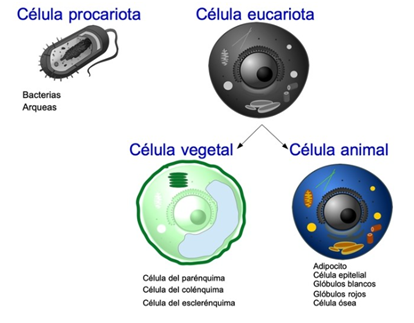 Célula procariota
Célula eucariota
Bacterias
Arqueas
Célula vegetal
Célula animal
Célula del parénquima
Célula del colénquima
Célula del esclerénquima
Adipocito
Célula epitelial
Glóbulos blancos
Glóbulos rojos
Célula ósea